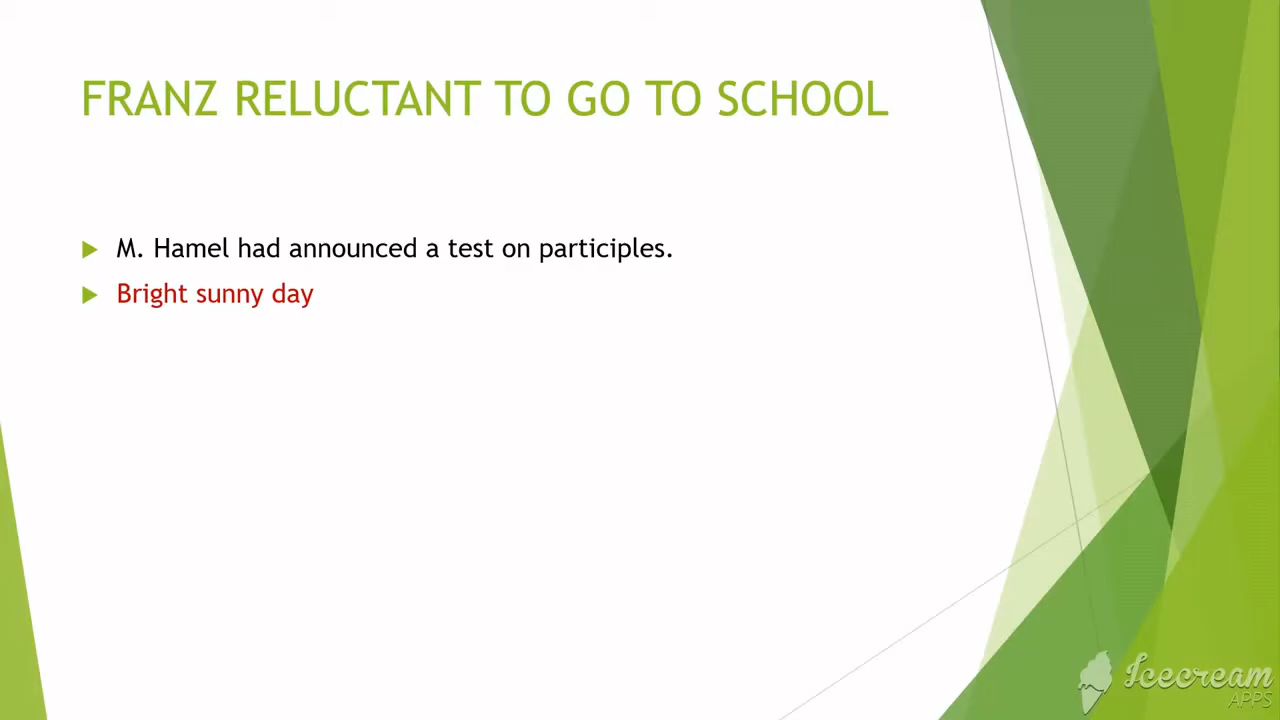 FRANZ RELUCTANT TO GO TO SCHOOL
M. Hamel had announced a test on participles.
Bright sunny day
Icecream
APPS